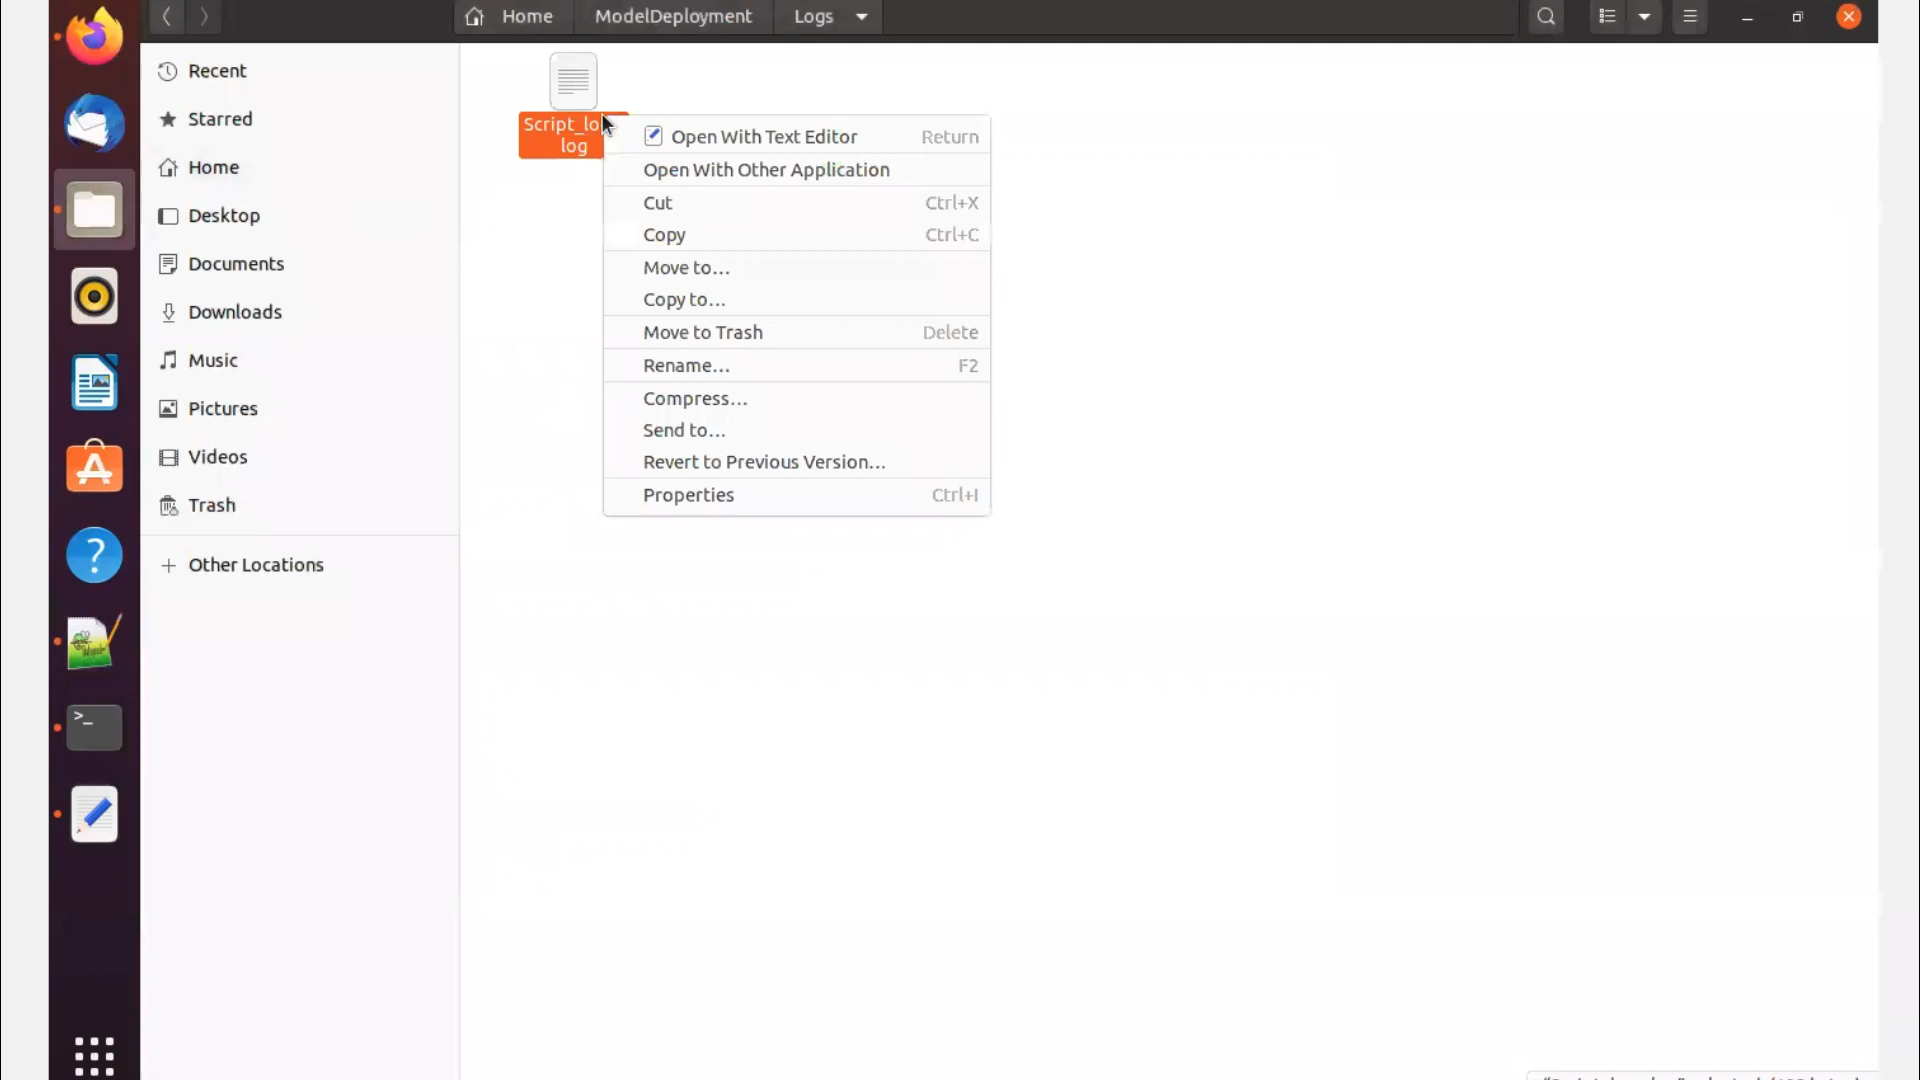 Home ModelDeployment Logs
Recent
Starred
Home
Desktop
Documents
Downloads
Music
Pictures
Videos
Trash
Other Locations
log
Open With Text Editor Return
Open With Other Application
Cut Ctrl+X
Copy Ctrl+C
Move to...
Copy to...
Move to Trash Delete
Rename... F2
Compress...
Send to...
Revert to Previous Version...
Properties Ctrl+I